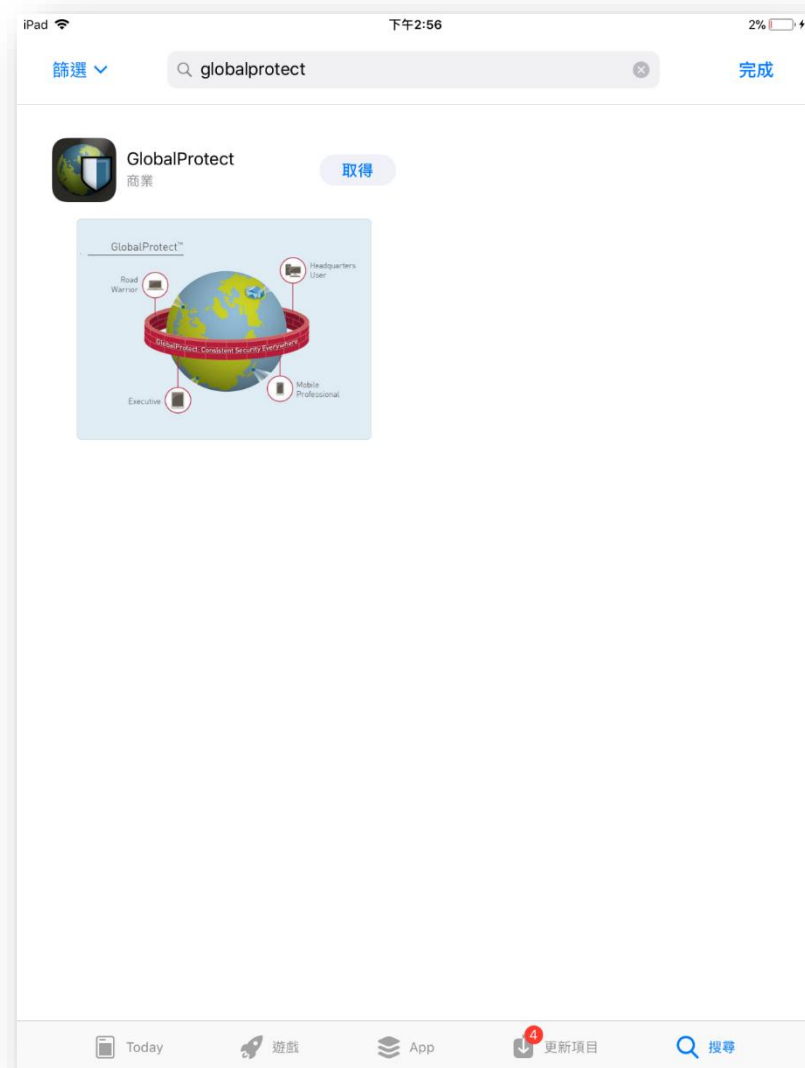 iPad 下午2:56 2%
篩選 globalprotect 完成
GlobalProtect
商業
取得
GlobalProtect™
Road
Warrior
Headquarters
User
GlobalProtect: Consistent Security Everywhere
Executive
Mobile
Professional
Today 遊戲 App 4 更新項目 搜尋